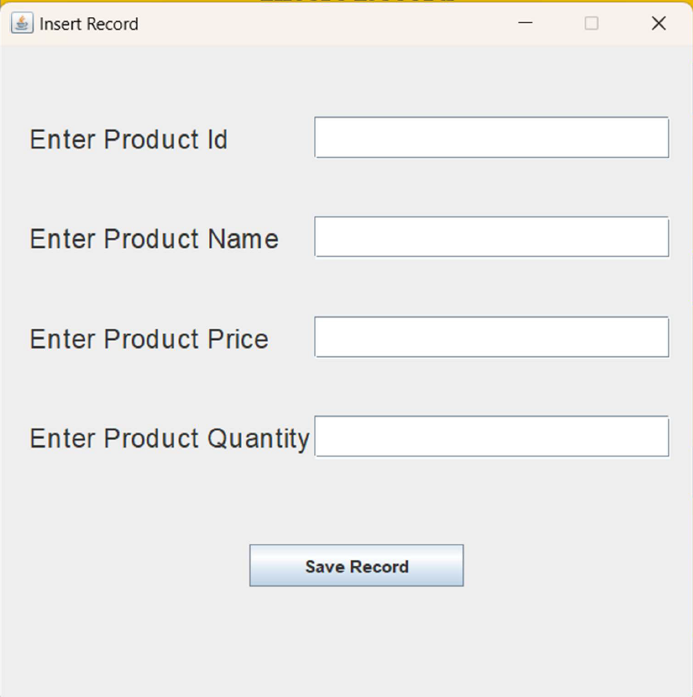 Insert Record
Enter Product Id
Enter Product Name
Enter Product Price
Enter Product Quantity
Save Record